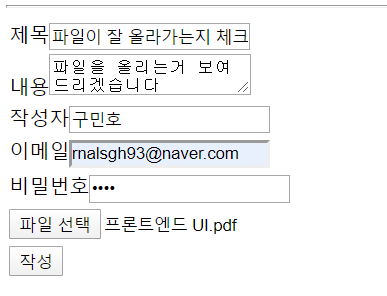 제목 파일이 잘 올라가는지 체크
내용 파일을 올리는거 보여
드리겠습니다
작성자 구민호
이메일 rnalsgh93@naver.com
비밀번호 ••••
파일 선택 프론트엔드 UI.pdf
작성